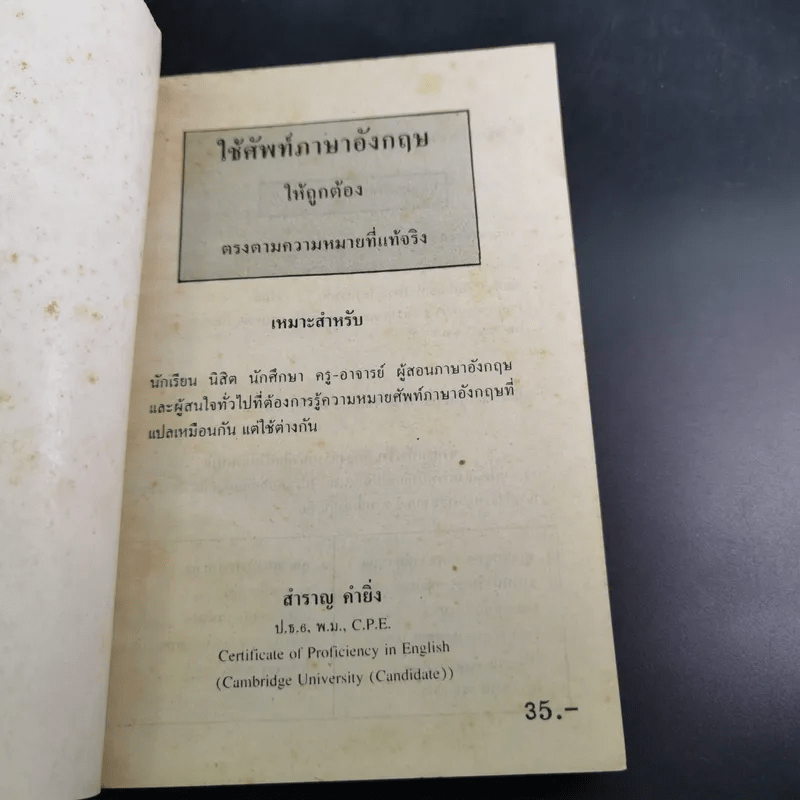 ใช้ศัพท์ภาษาอังกฤษ
ให้ถูกต้อง
ตรงตามความหมายที่แท้จริง
เหมาะสำหรับ
นักเรียน นิสิต นักศึกษา ครู-อาจารย์ ผู้สอนภาษาอังกฤษ
และผู้สนใจทั่วไปที่ต้องการรู้ความหมายศัพท์ภาษาอังกฤษที่
แปลเหมือนกัน แต่ใช้ต่างกัน
สำราญ คำยิ่ง
ป.ธ.๖, พ.ม., C.P.E.
Certificate of Proficiency in English
(Cambridge University (Candidate))
35.-